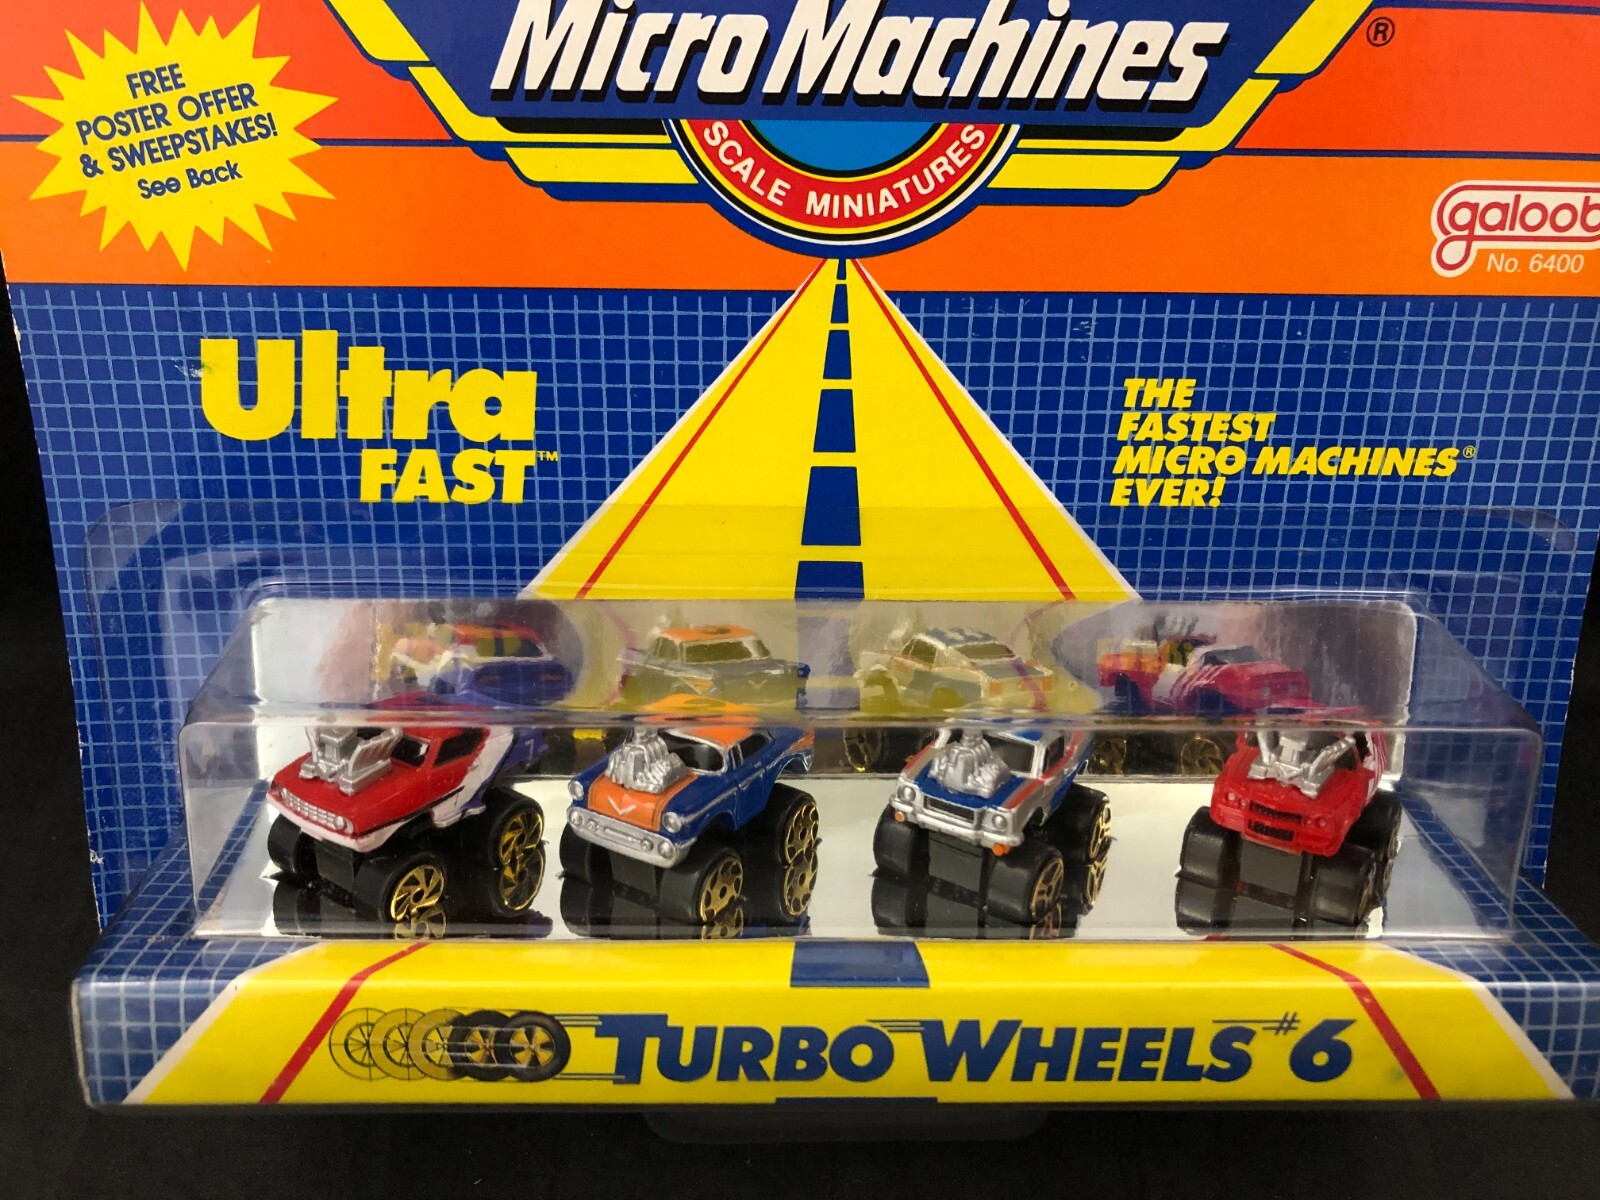 Micro Machines ®
SCALE MINIATURES
FREE
POSTER OFFER
& SWEEPSTAKES!
See Back
galoob
No. 6400
Ultra
FAST™
THE
FASTEST
MICRO MACHINES®
EVER!
TURBO WHEELS #6